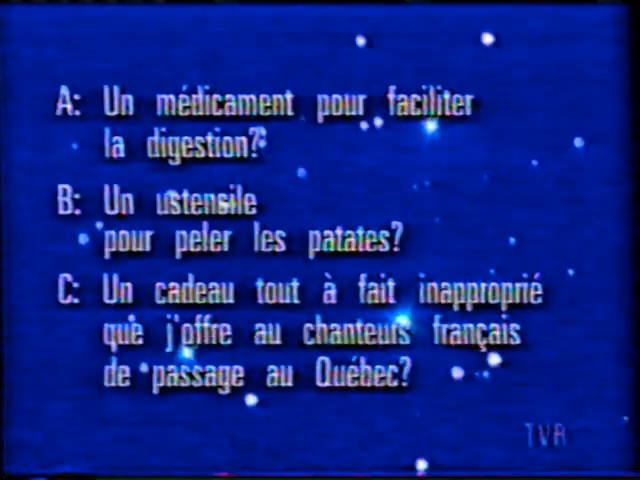 A: Un médicament pour faciliter
la digestion?
B: Un ustensile
pour peler les patates?
C: Un cadeau tout à fait inapproprié
que j'offre au chanteurs français
de passage au Québec?
TVR